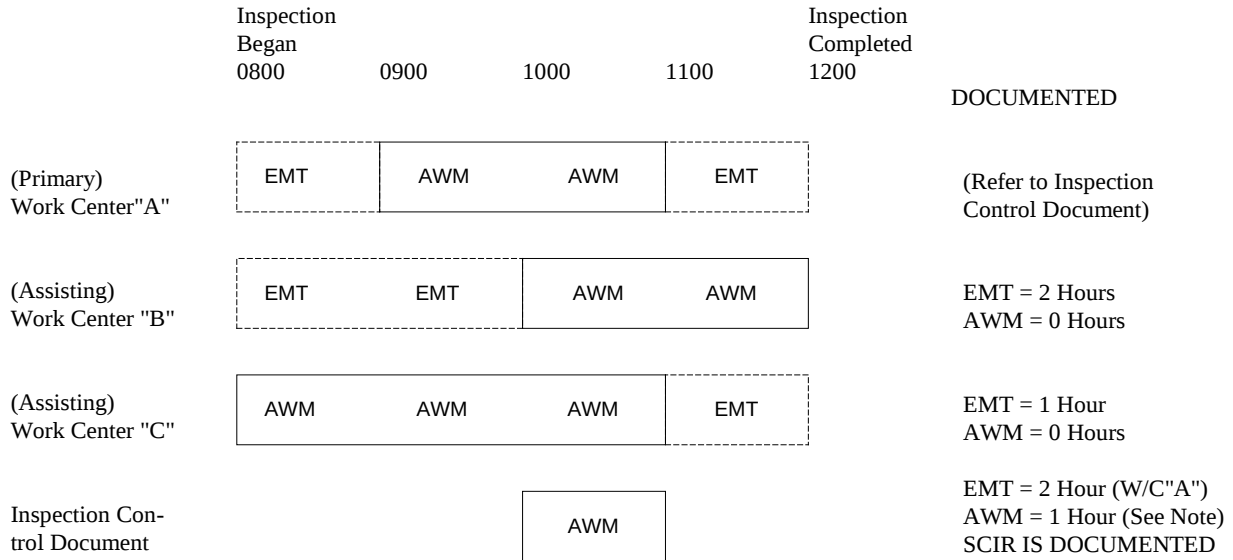 Inspection
Began
0800
0900
1000
1100
Inspection
Completed
1200
DOCUMENTED
(Primary)
Work Center"A"
EMT
AWM
AWM
EMT
(Refer to Inspection
Control Document)
(Assisting)
Work Center "B"
EMT
EMT
AWM
AWM
EMT = 2 Hours
AWM = 0 Hours
(Assisting)
Work Center "C"
AWM
AWM
AWM
EMT
EMT = 1 Hour
AWM = 0 Hours
Inspection Con-
trol Document
AWM
EMT = 2 Hour (W/C"A")
AWM = 1 Hour (See Note)
SCIR IS DOCUMENTED